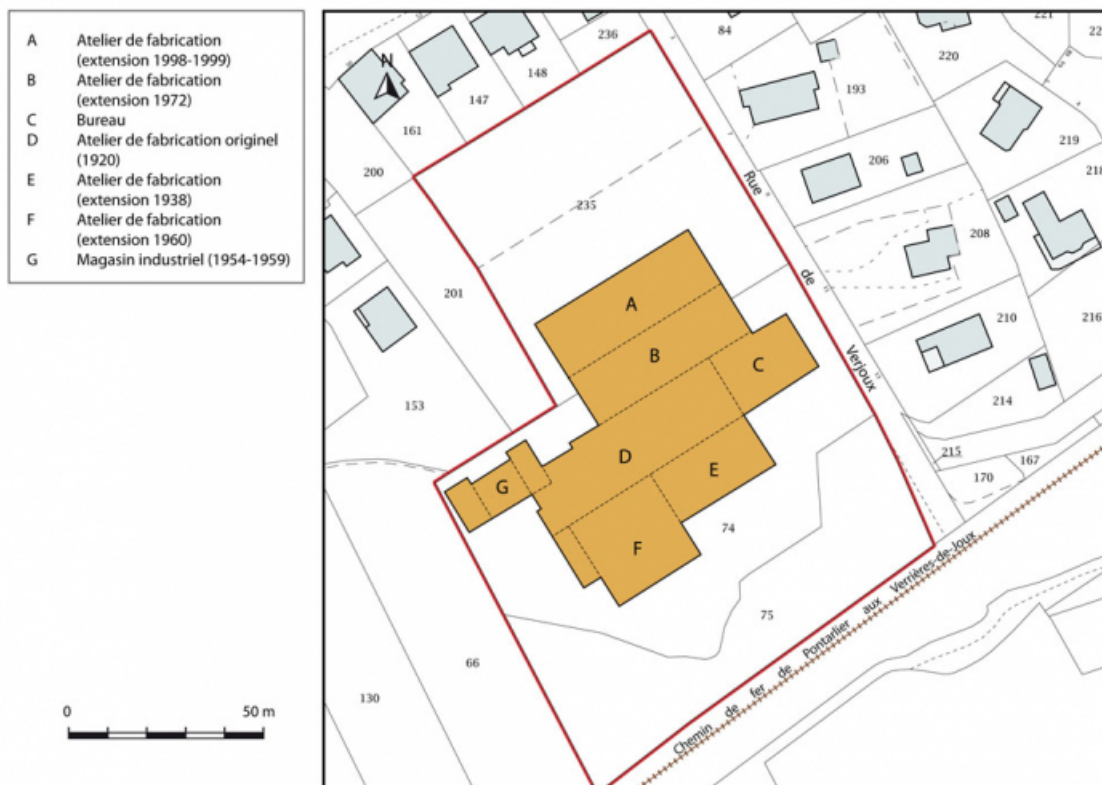 A Atelier de fabrication
(extension 1998-1999)
B Atelier de fabrication
(extension 1972)
C Bureau
D Atelier de fabrication originel
(1920)
E Atelier de fabrication
(extension 1938)
F Atelier de fabrication
(extension 1960)
G Magasin industriel (1954-1959)
0 50 m
N
236
84
221
220
148
147
193
161
219
200
206
218
235
208
201
210
216
153
214
215
167
170
74
75
66
130
A
B
C
D
E
F
G
Rue de Verjoux
Chemin de fer de Pontarlier aux Verrières-de-Joux